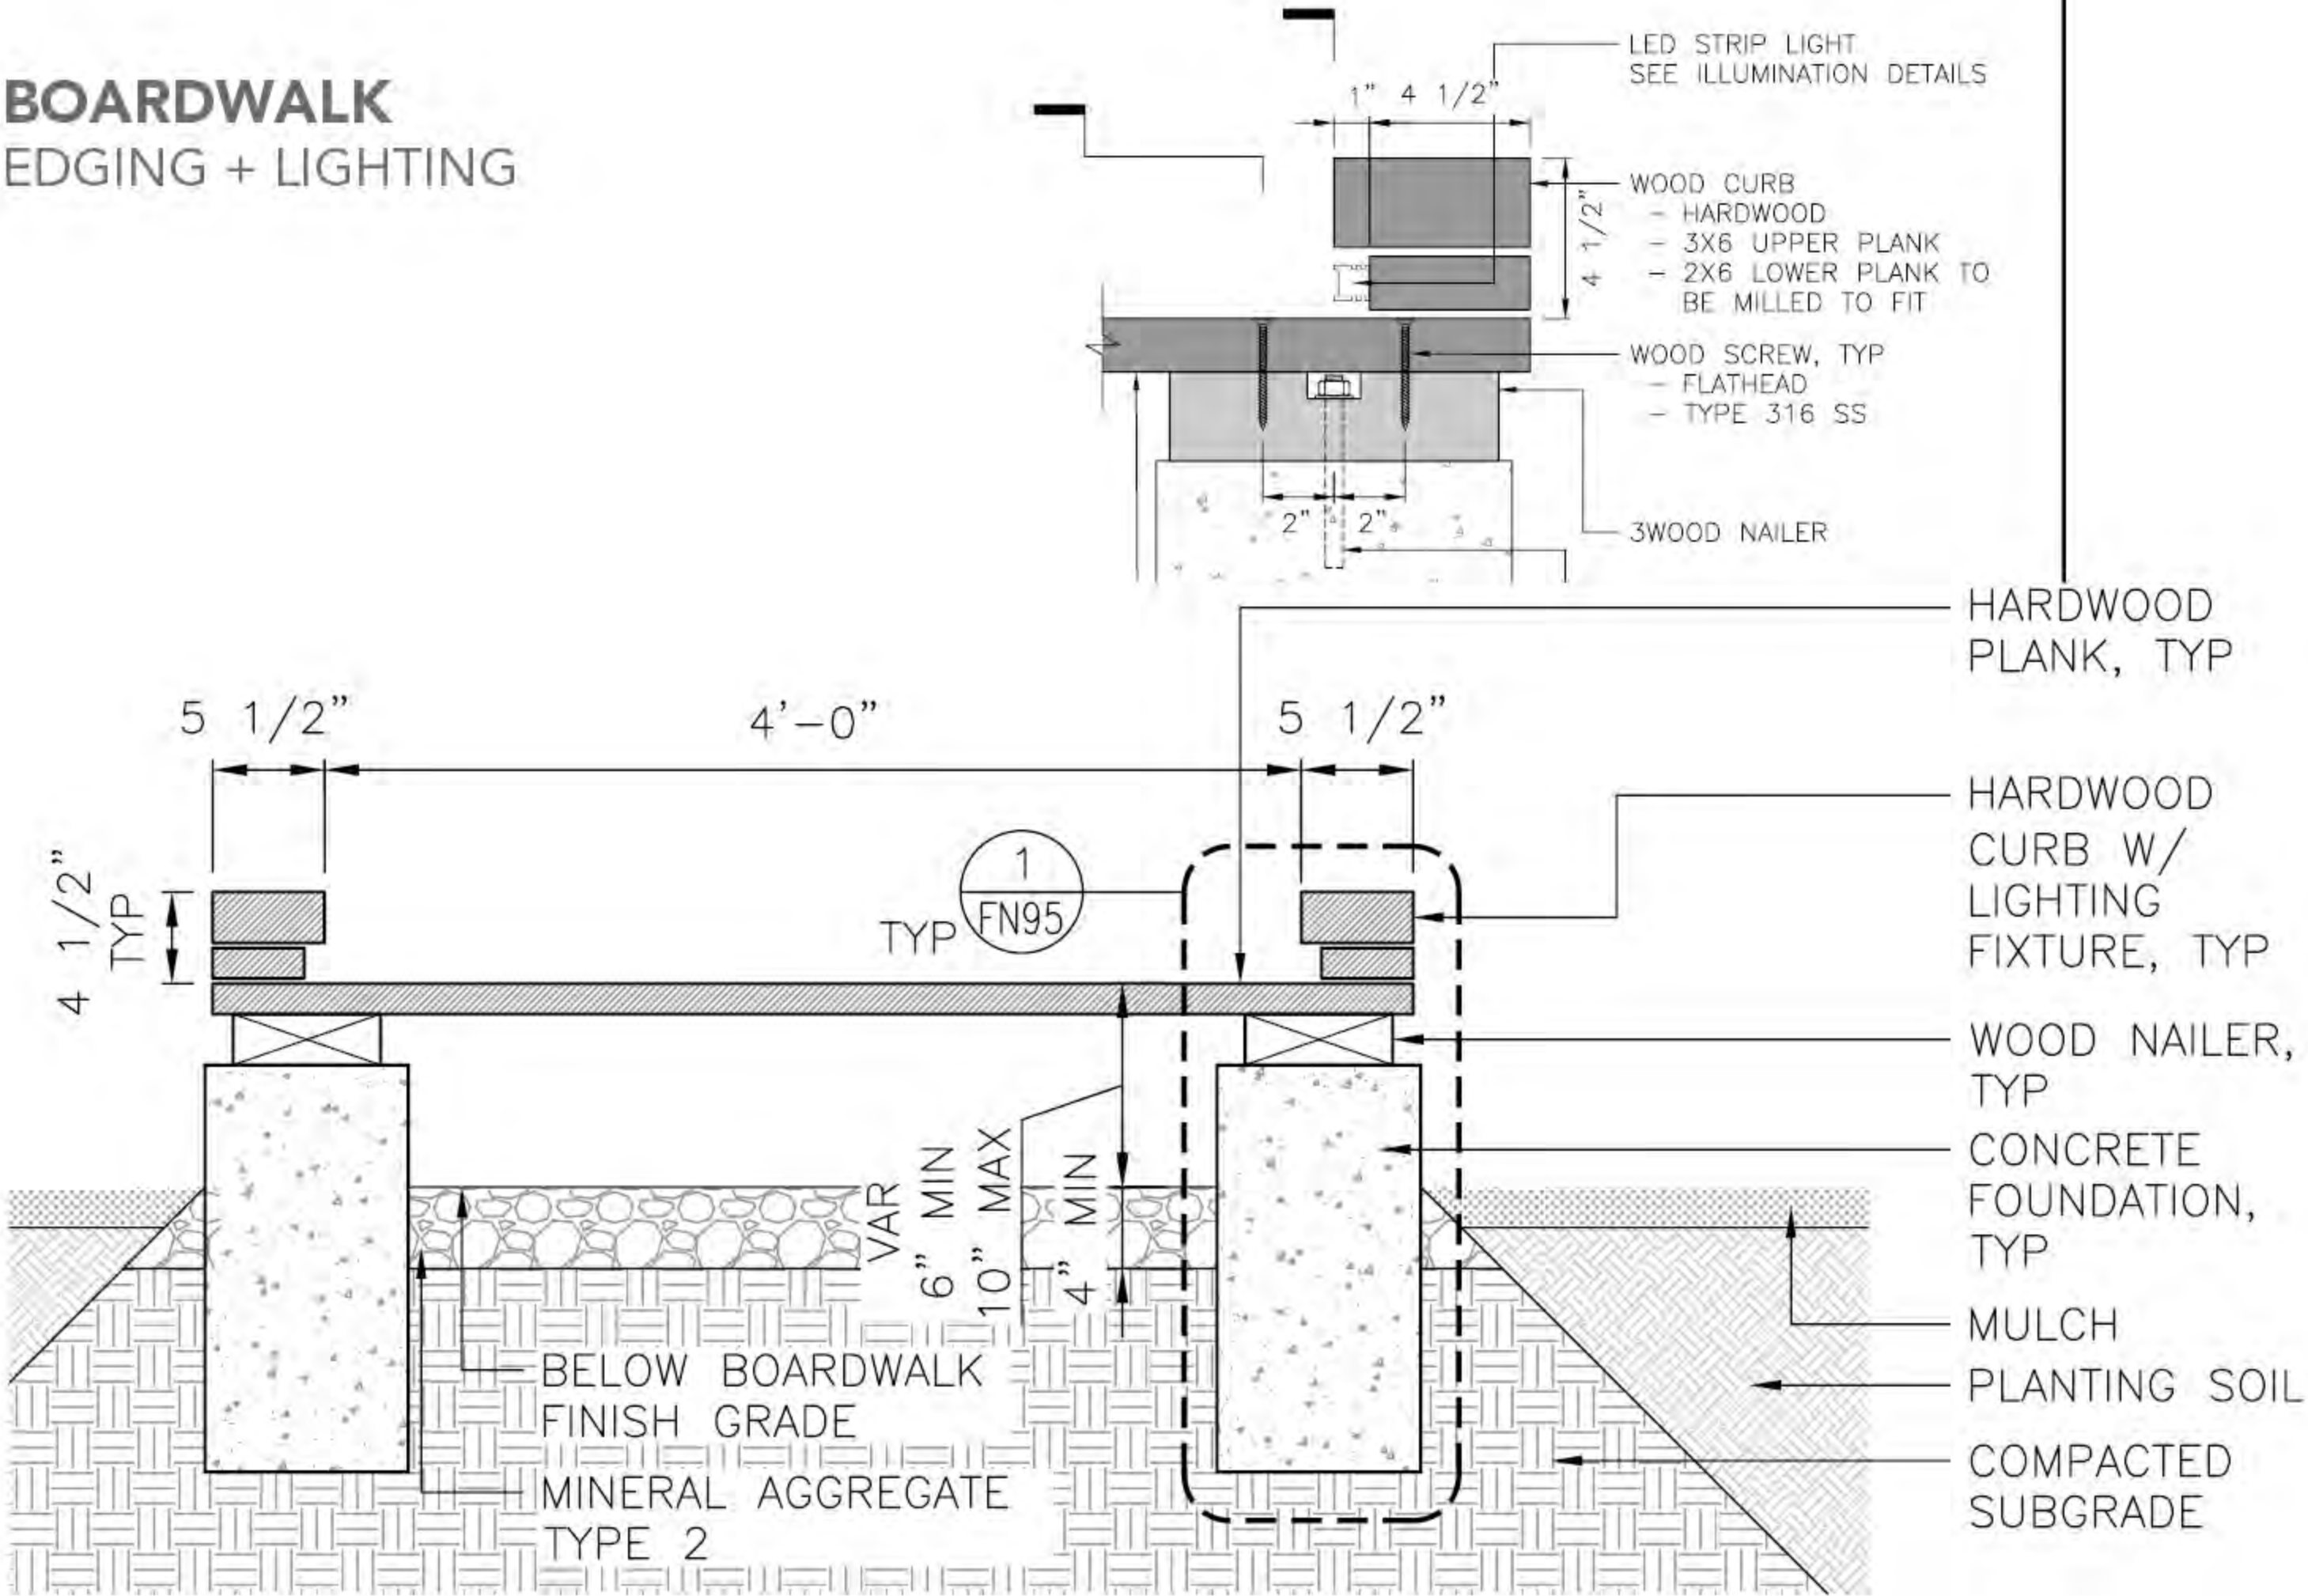 BOARDWALK
EDGING + LIGHTING
LED STRIP LIGHT
SEE ILLUMINATION DETAILS
1" 4 1/2"
WOOD CURB
- HARDWOOD
- 3X6 UPPER PLANK
- 2X6 LOWER PLANK TO
BE MILLED TO FIT
4 1/2"
WOOD SCREW, TYP
- FLATHEAD
- TYPE 316 SS
2" 2"
3WOOD NAILER
HARDWOOD
PLANK, TYP
5 1/2"
4'-0"
5 1/2"
HARDWOOD
CURB W/
LIGHTING
FIXTURE, TYP
4 1/2"
TYP
TYP
1
FN95
WOOD NAILER,
TYP
CONCRETE
FOUNDATION,
TYP
VAR
6" MIN
10" MAX
4" MIN
MULCH
PLANTING SOIL
COMPACTED
SUBGRADE
BELOW BOARDWALK
FINISH GRADE
MINERAL AGGREGATE
TYPE 2